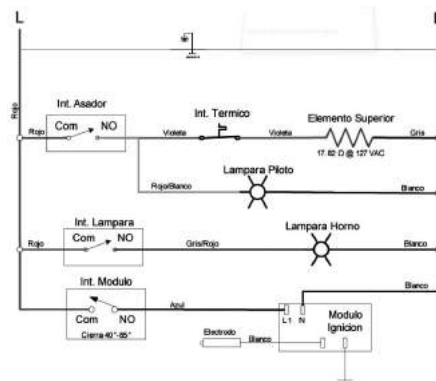 L
Rojo
Int. Asador
Com NO
Rojo
Violeta
Int. Termico
Violeta
Elemento Superior
17.82 Ω @ 127 VAC
Gris
Rojo/Blanco
Lampara Piloto
Blanco
Int. Lampara
Com NO
Rojo
Gris/Rojo
Lampara Horno
Blanco
Int. Modulo
Com NO
Cierra 40°-85°
Azul
Blanco
L1 N
Modulo
Ignicion
Electrodo
Blanco